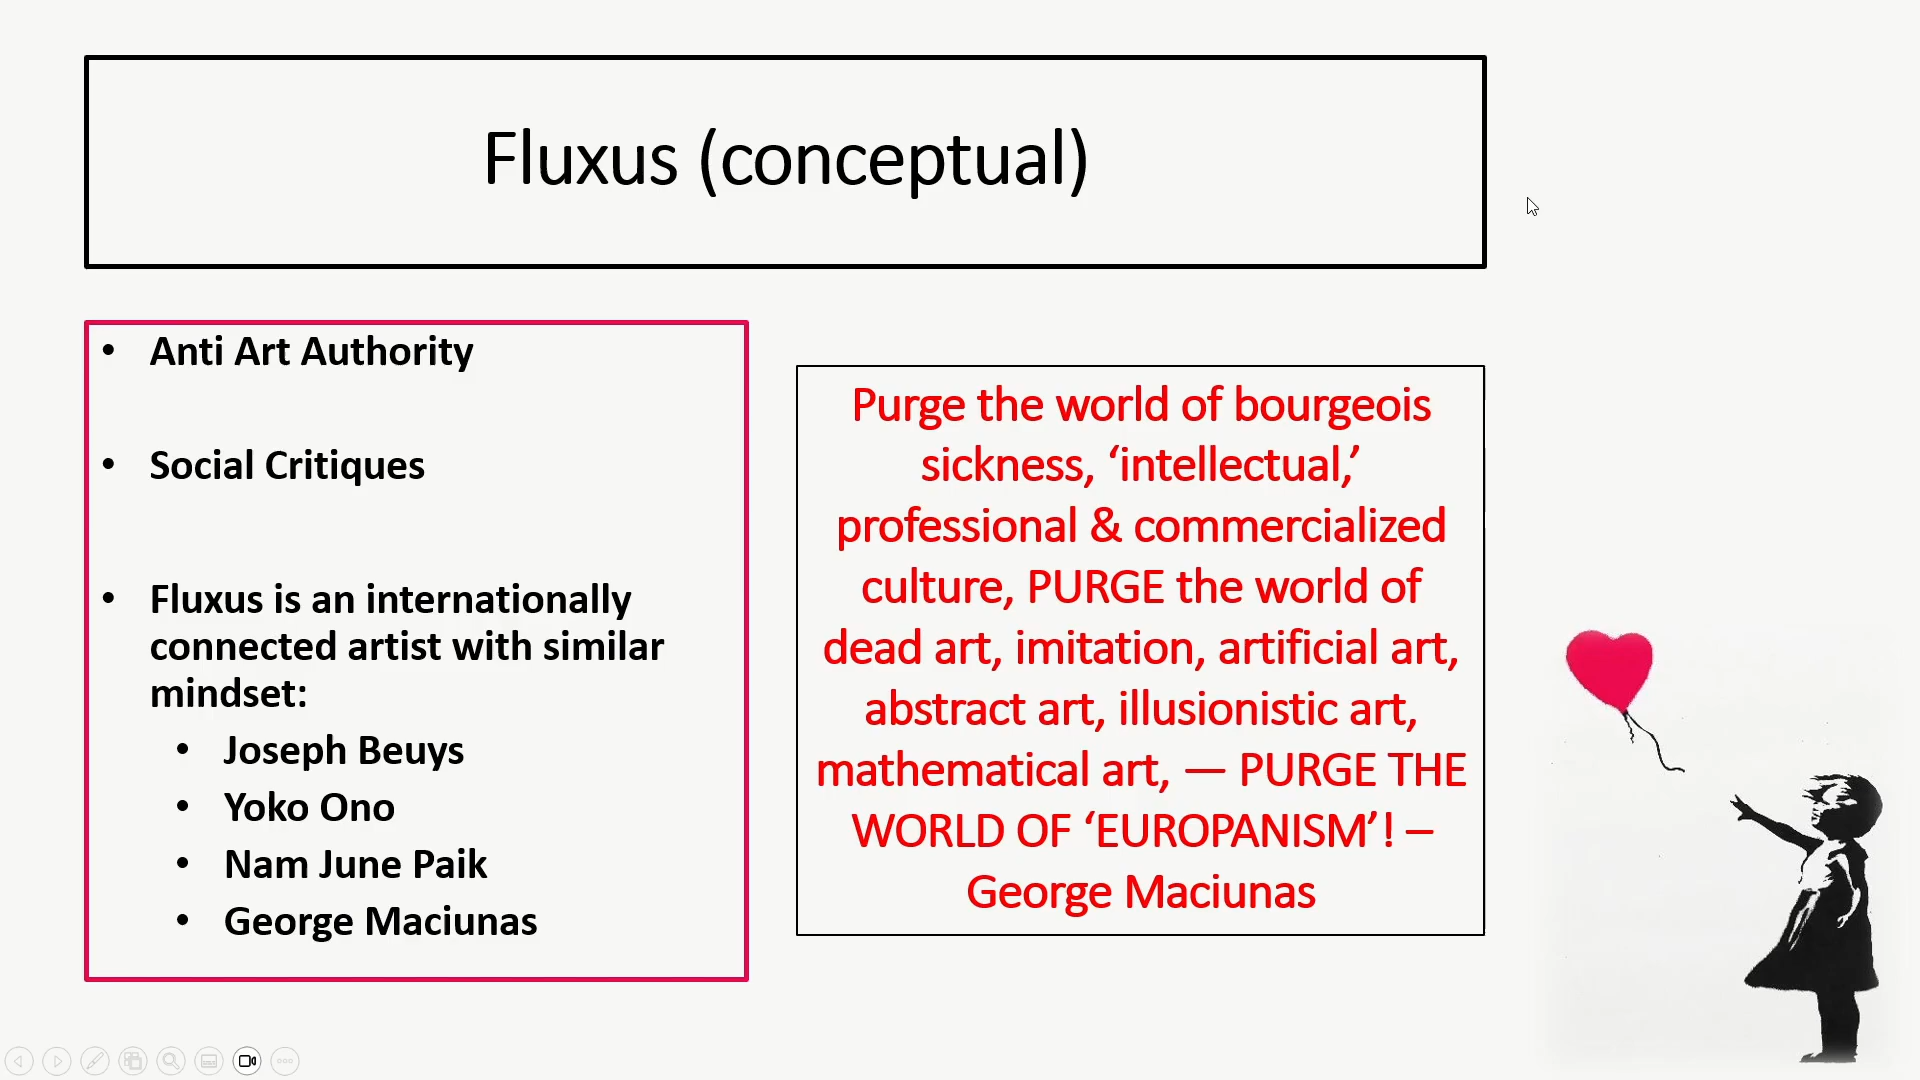 Fluxus (conceptual)
• Anti Art Authority
• Social Critiques
• Fluxus is an internationally
connected artist with similar
mindset:
• Joseph Beuys
• Yoko Ono
• Nam June Paik
• George Maciunas
Purge the world of bourgeois
sickness, ‘intellectual,’
professional & commercialized
culture, PURGE the world of
dead art, imitation, artificial art,
abstract art, illusionistic art,
mathematical art, — PURGE THE
WORLD OF ‘EUROPANISM’! –
George Maciunas